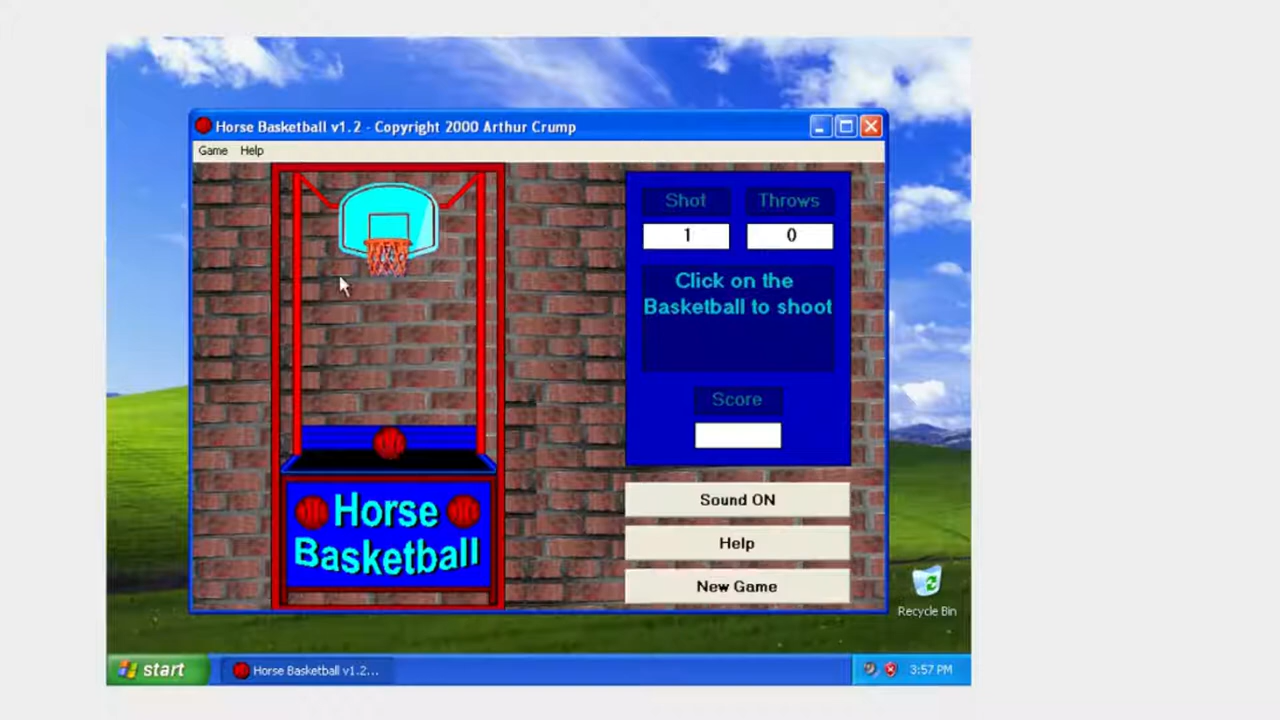 Horse Basketball v1.2 - Copyright 2000 Arthur Crump
Game Help
Shot Throws
1 0
Click on the
Basketball to shoot
Score
Horse
Basketball
Sound ON
Help
New Game
Recycle Bin
start
Horse Basketball v1.2...
3:57 PM